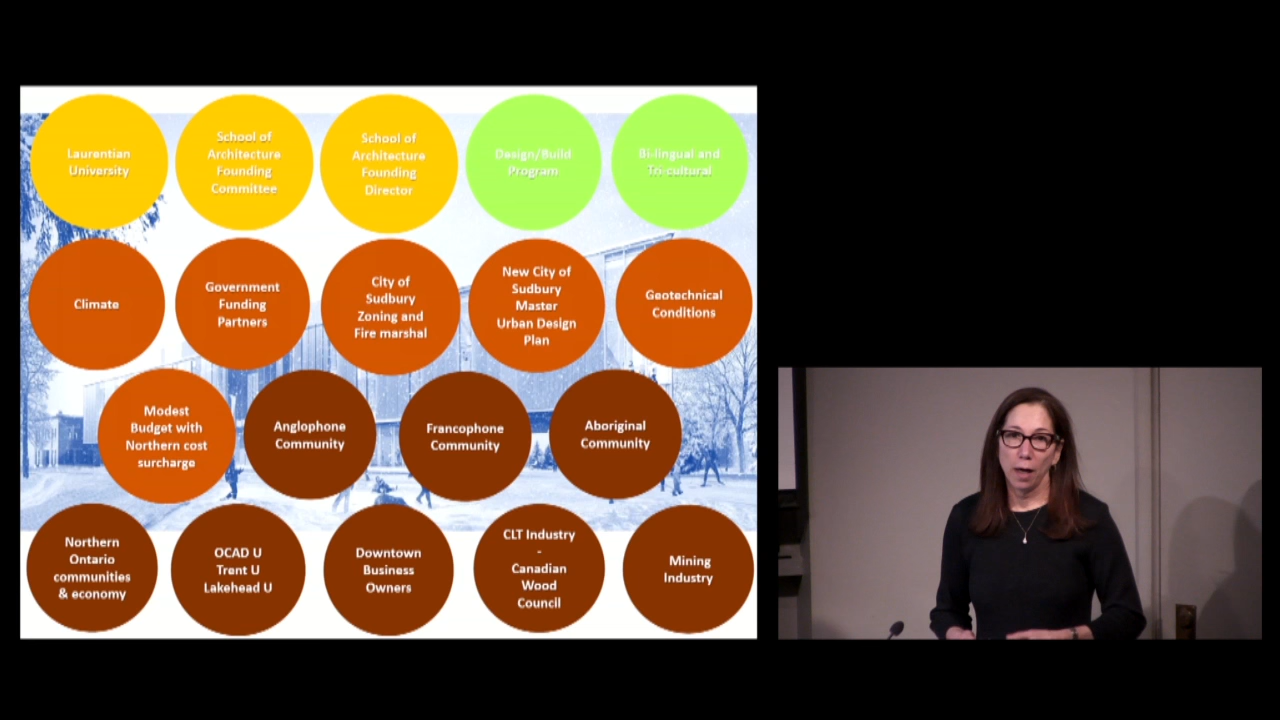 Laurentian
University
School of
Architecture
Founding
Committee
School of
Architecture
Founding
Director
Design/Build
Program
Bi-lingual and
Tri-cultural
Climate
Government
Funding
Partners
City of
Sudbury
Zoning and
Fire marshal
New City of
Sudbury
Master
Urban Design
Plan
Geotechnical
Conditions
Modest
Budget with
Northern cost
surcharge
Anglophone
Community
Francophone
Community
Aboriginal
Community
Northern
Ontario
communities
& economy
OCAD U
Trent U
Lakehead U
Downtown
Business
Owners
CLT Industry
-
Canadian
Wood
Council
Mining
Industry